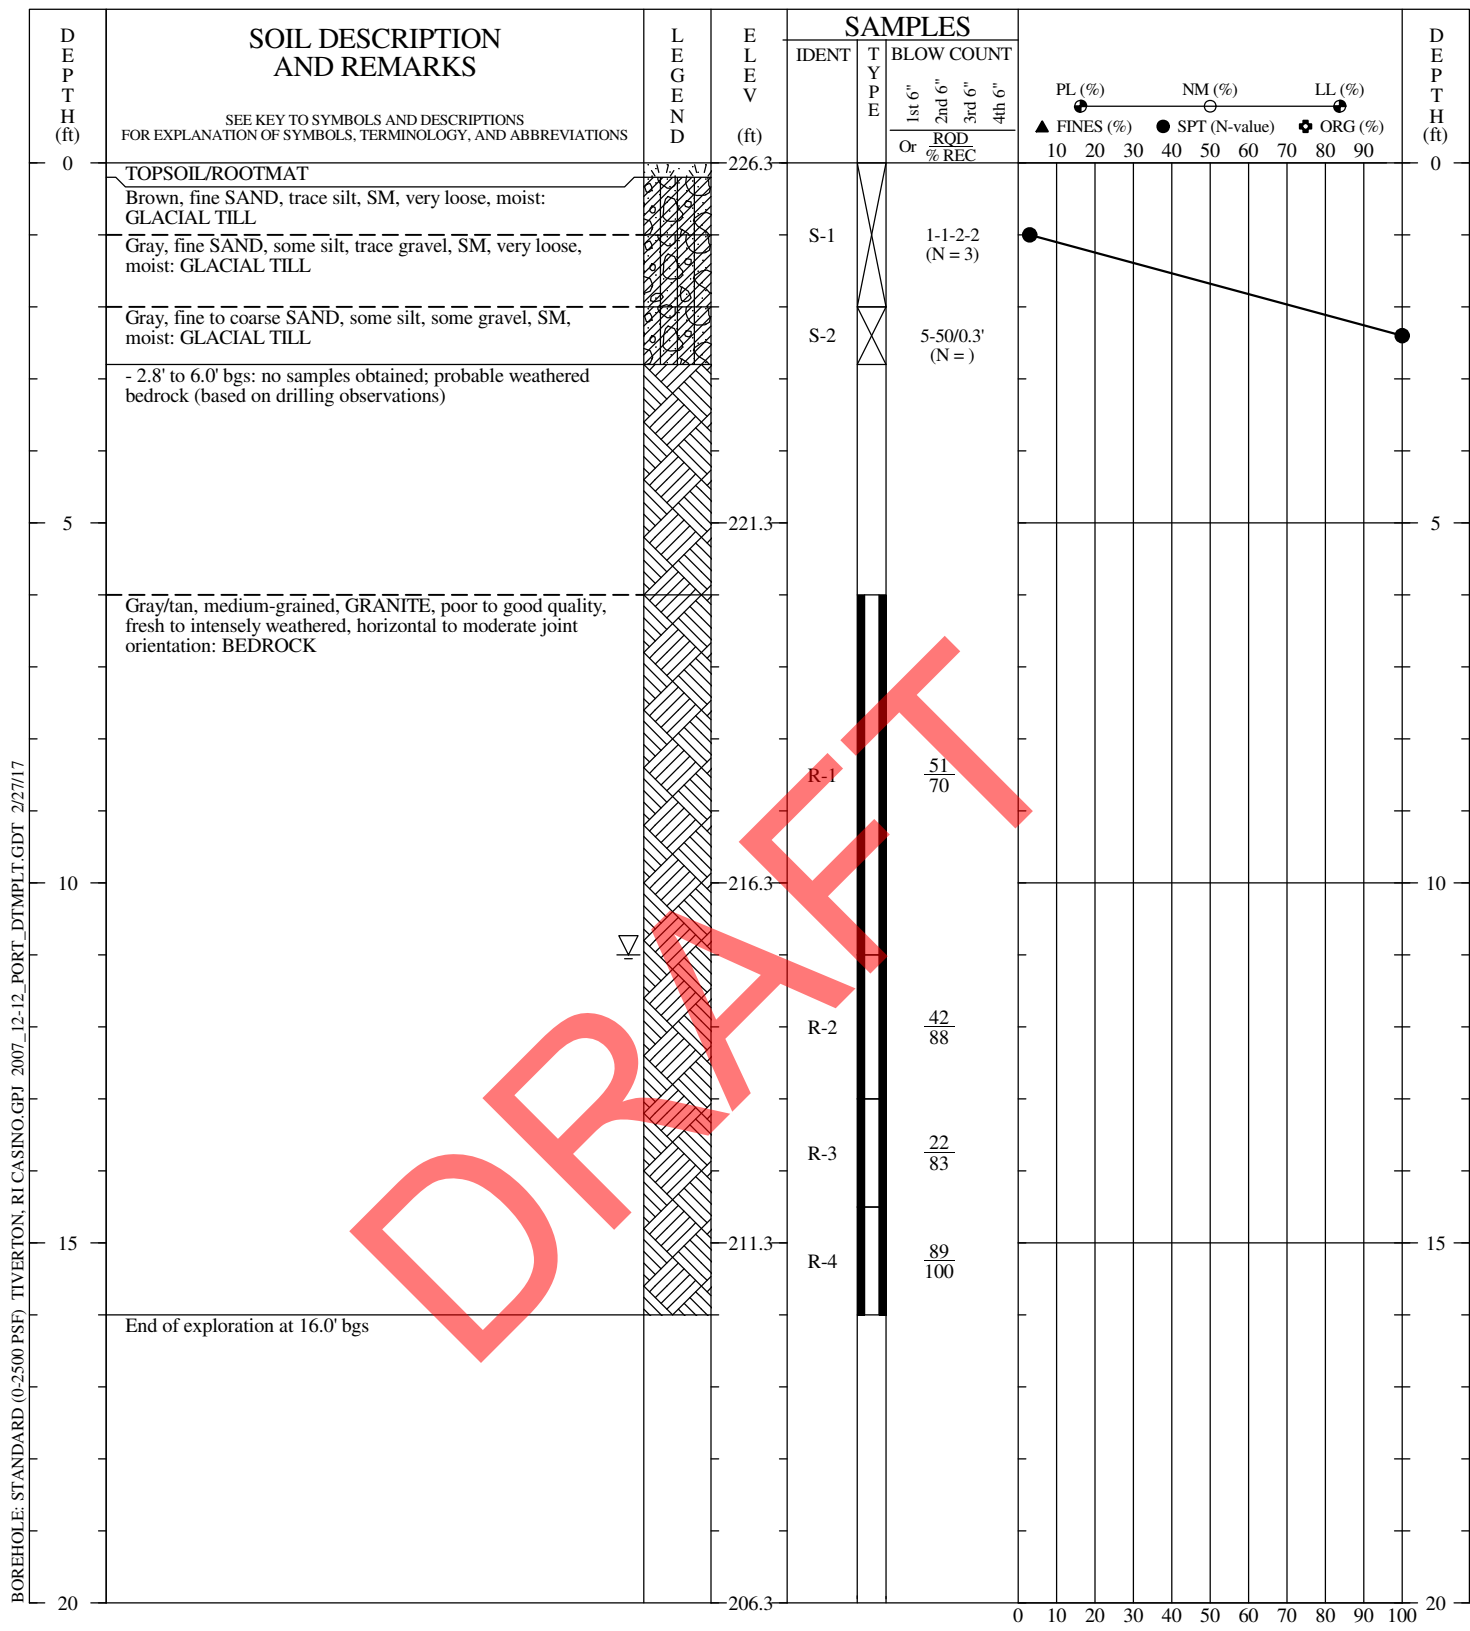 DEPTH
(ft)
SOIL DESCRIPTION
AND REMARKS
SEE KEY TO SYMBOLS AND DESCRIPTIONS
FOR EXPLANATION OF SYMBOLS, TERMINOLOGY, AND ABBREVIATIONS
LEGEND
ELEV
(ft)
SAMPLES
IDENT
TYPE
BLOW COUNT
1st 6"
2nd 6"
3rd 6"
4th 6"
Or RQD
% REC
PL (%) NM (%) LL (%)
▲ FINES (%) ● SPT (N-value) ✚ ORG (%)
10 20 30 40 50 60 70 80 90
DEPTH
(ft)
0 226.3 0
TOPSOIL/ROOTMAT
Brown, fine SAND, trace silt, SM, very loose, moist:
GLACIAL TILL
Gray, fine SAND, some silt, trace gravel, SM, very loose,
moist: GLACIAL TILL
S-1 1-1-2-2
(N = 3)
Gray, fine to coarse SAND, some silt, some gravel, SM,
moist: GLACIAL TILL
S-2 5-50/0.3'
(N = )
- 2.8' to 6.0' bgs: no samples obtained; probable weathered
bedrock (based on drilling observations)
5 221.3 5
Gray/tan, medium-grained, GRANITE, poor to good quality,
fresh to intensely weathered, horizontal to moderate joint
orientation: BEDROCK
R-1 51
70
10 216.3 10
R-2 42
88
R-3 22
83
15 211.3 15
R-4 89
100
End of exploration at 16.0' bgs
20 206.3 20
0 10 20 30 40 50 60 70 80 90 100
DRAFT
BOREHOLE: STANDARD (0-2500 PSF) TIVERTON, RI CASINO.GPJ 2007_12-12_PORT_DTMPLT.GDT 2/27/17